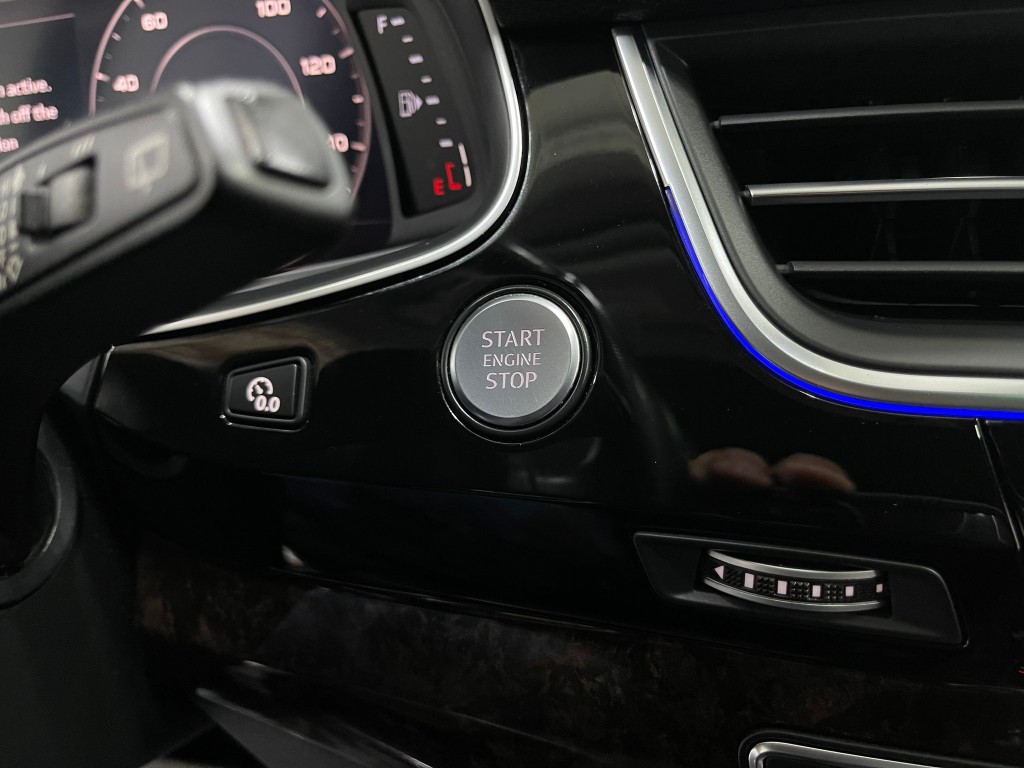 60
100
F
40
120
active.
off the
E
START
ENGINE
STOP
0.0